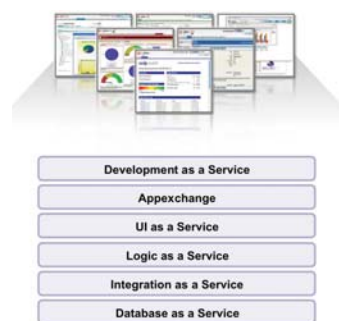 Development as a Service
Appexchange
UI as a Service
Logic as a Service
Integration as a Service
Database as a Service